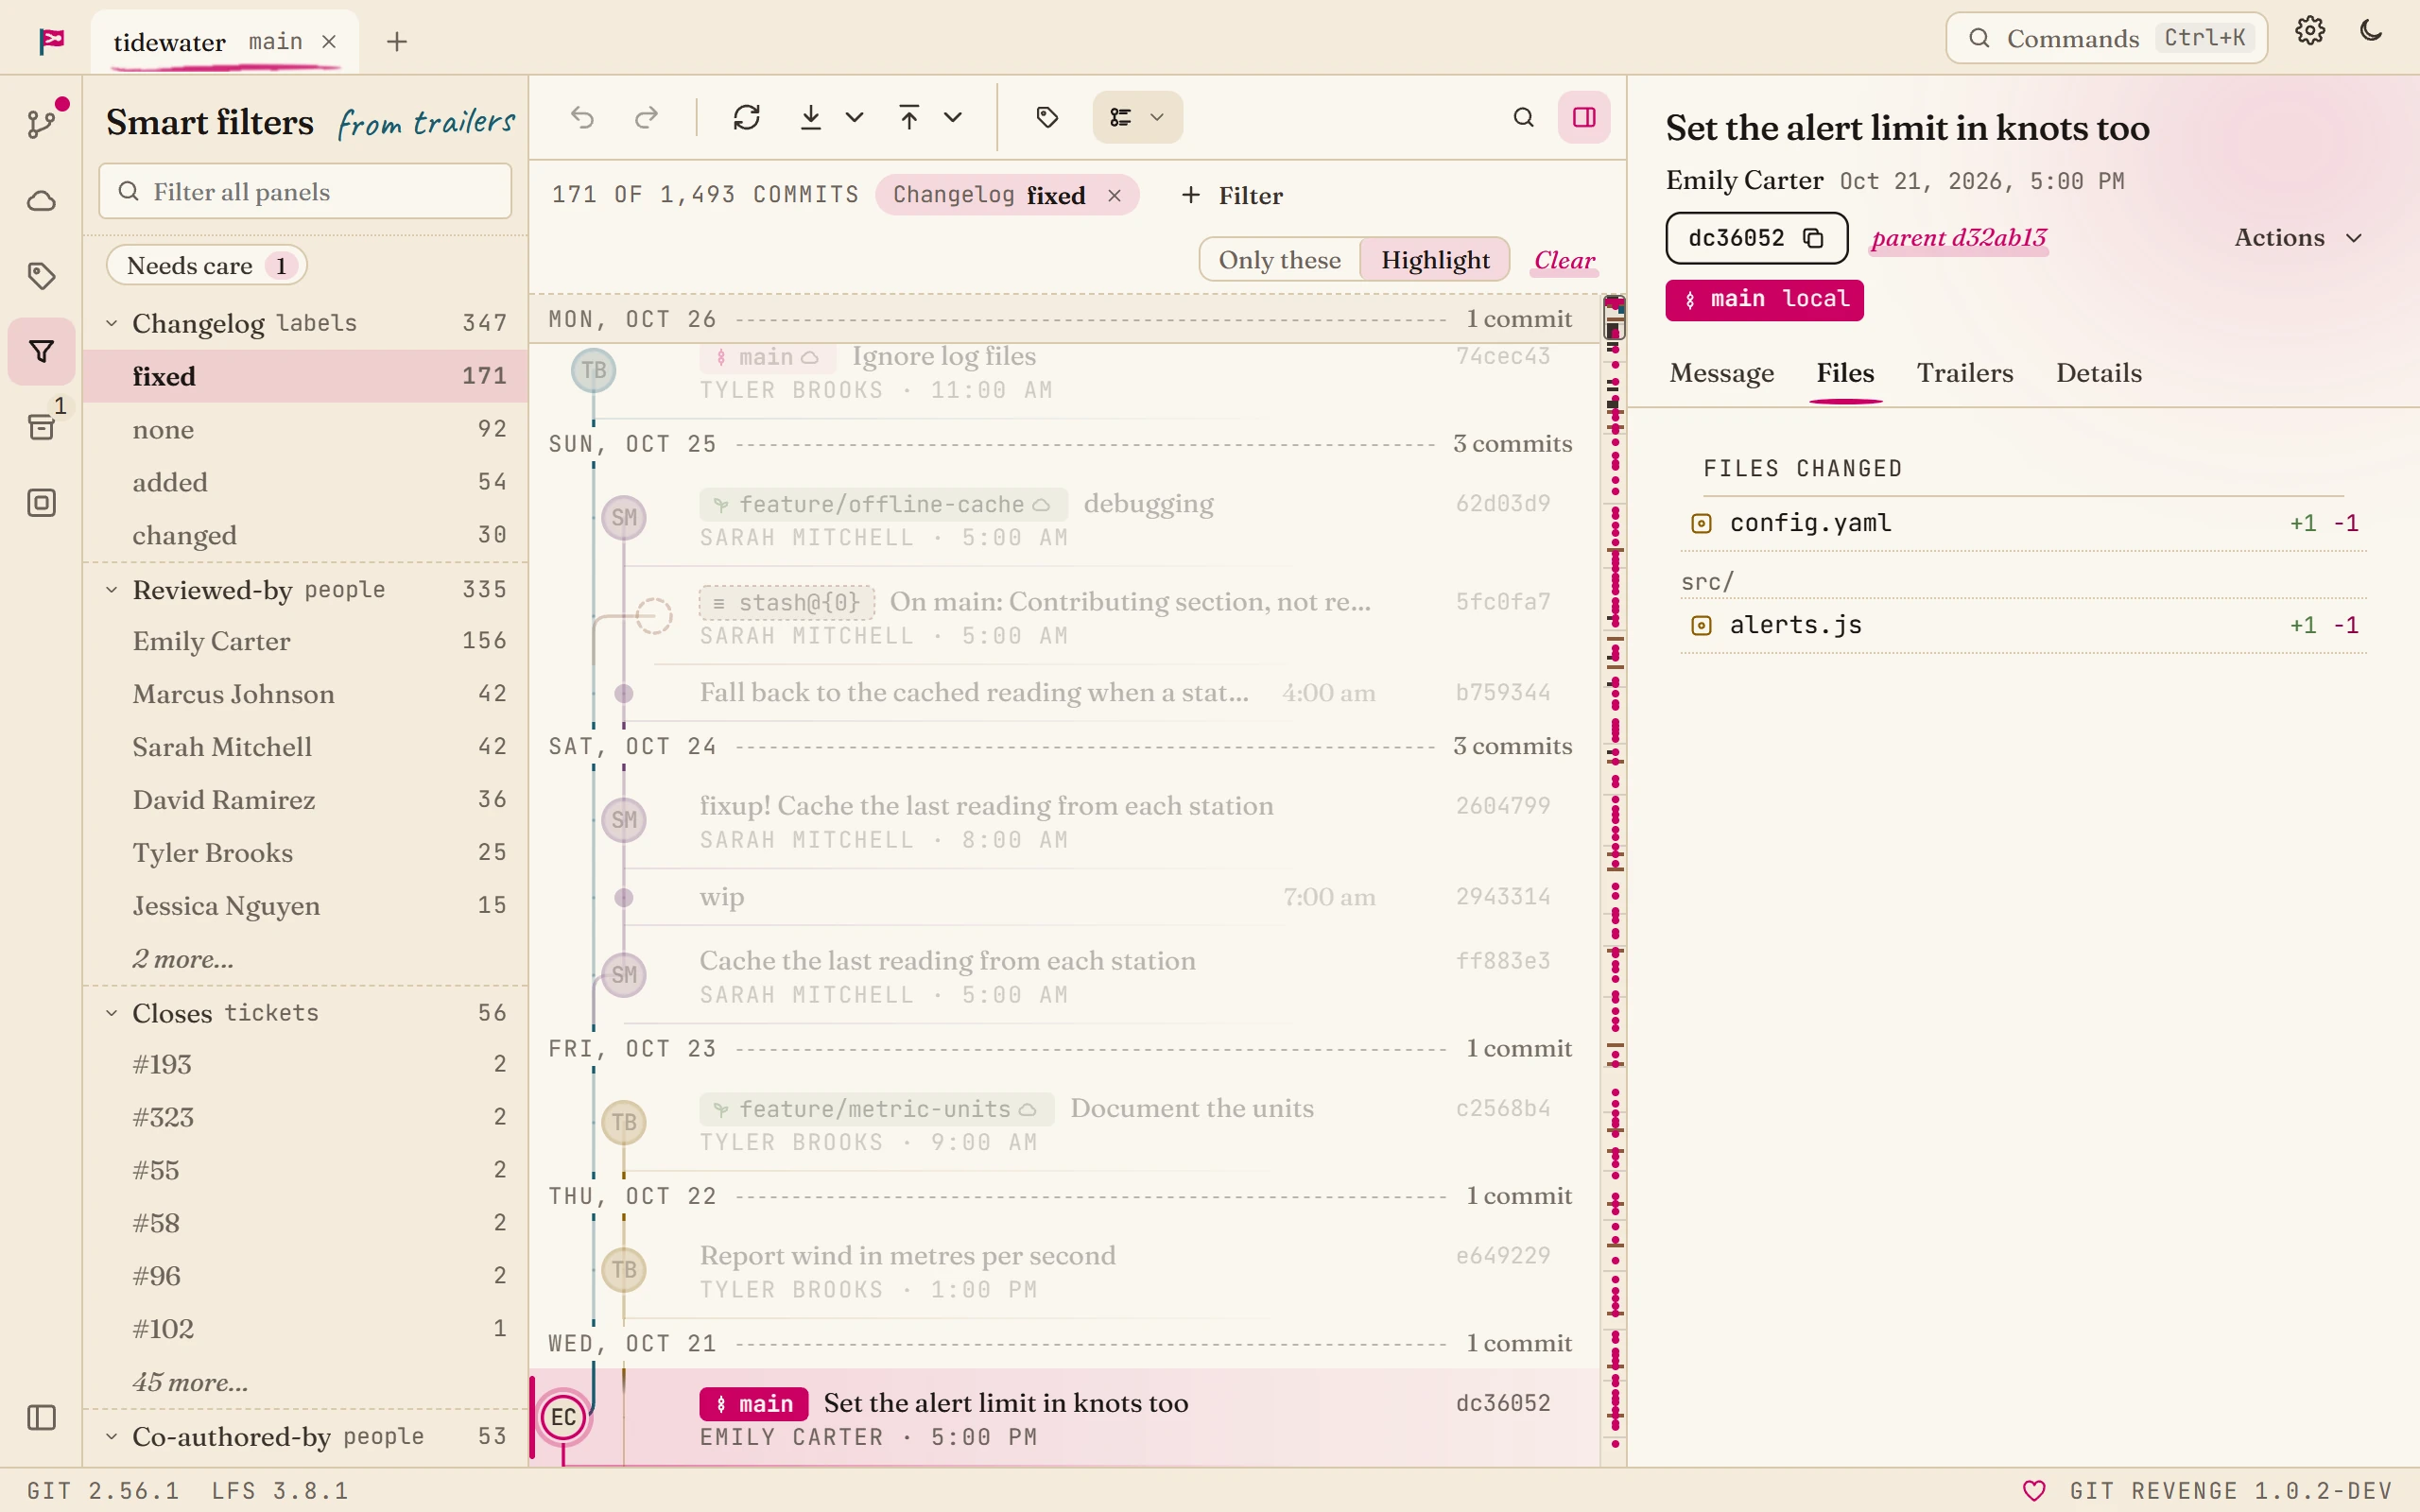 tidewater main
Commands Ctrl+K
Smart filters from trailers
Filter all panels
Needs care 1
Changelog labels 347
fixed 171
none 92
added 54
changed 30
Reviewed-by people 335
Emily Carter 156
Marcus Johnson 42
Sarah Mitchell 42
David Ramirez 36
Tyler Brooks 25
Jessica Nguyen 15
2 more...
Closes tickets 56
#193 2
#323 2
#55 2
#58 2
#96 2
#102 1
45 more...
Co-authored-by people 53
1
171 OF 1,493 COMMITS Changelog fixed × + Filter
Only these Highlight Clear
MON, OCT 26 1 commit
TB main Ignore log files 74cec43
TYLER BROOKS · 11:00 AM
SUN, OCT 25 3 commits
SM feature/offline-cache debugging 62d03d9
SARAH MITCHELL · 5:00 AM
stash@{0} On main: Contributing section, not re... 5fc0fa7
SARAH MITCHELL · 5:00 AM
Fall back to the cached reading when a stat... 4:00 am b759344
SAT, OCT 24 3 commits
SM fixup! Cache the last reading from each station 2604799
SARAH MITCHELL · 8:00 AM
wip 7:00 am 2943314
SM Cache the last reading from each station ff883e3
SARAH MITCHELL · 5:00 AM
FRI, OCT 23 1 commit
TB feature/metric-units Document the units c2568b4
TYLER BROOKS · 9:00 AM
THU, OCT 22 1 commit
TB Report wind in metres per second e649229
TYLER BROOKS · 1:00 PM
WED, OCT 21 1 commit
EC main Set the alert limit in knots too dc36052
EMILY CARTER · 5:00 PM
Set the alert limit in knots too
Emily Carter Oct 21, 2026, 5:00 PM
dc36052 parent d32ab13 Actions
main local
Message Files Trailers Details
FILES CHANGED
config.yaml +1 -1
src/
alerts.js +1 -1
GIT 2.56.1 LFS 3.8.1
GIT REVENGE 1.0.2-DEV